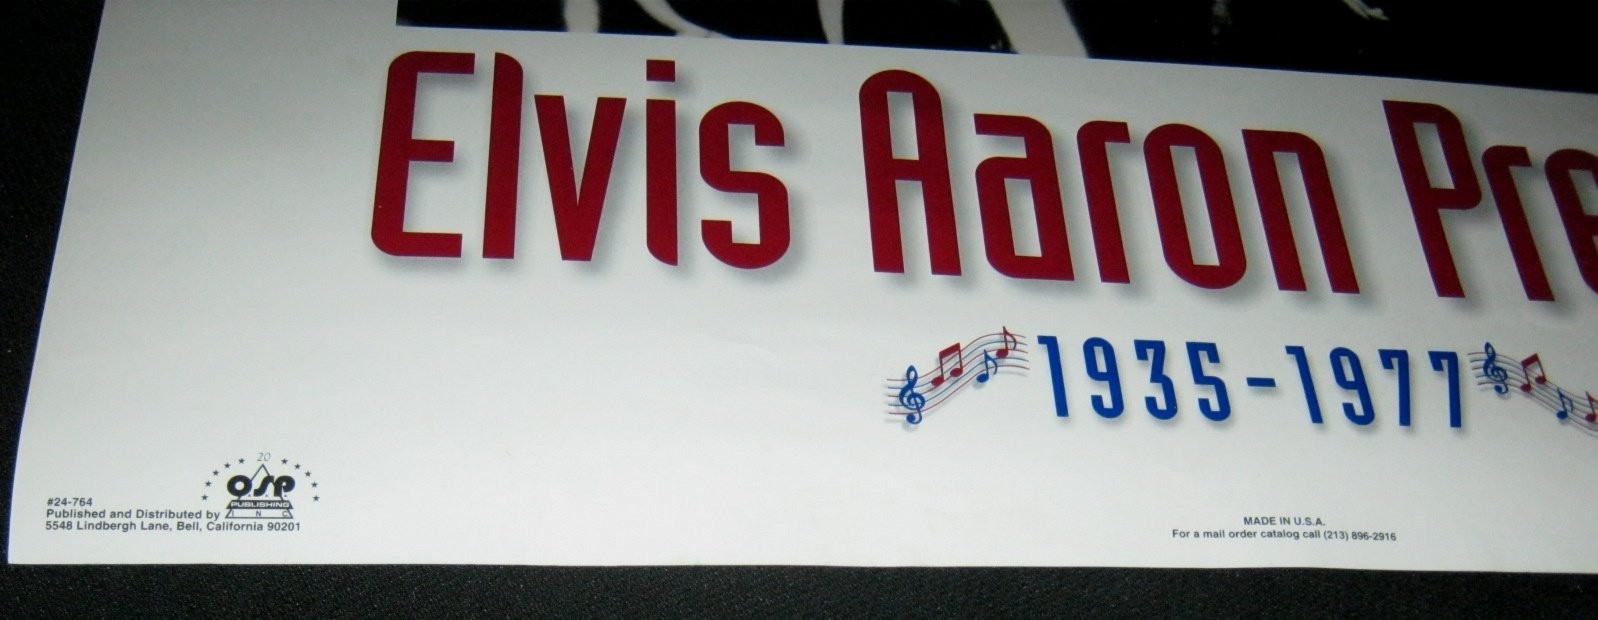 Elvis Aaron Pre
1935-1977
20
O.S.P.
PUBLISHING
INC
#24-764
Published and Distributed by
5548 Lindbergh Lane, Bell, California 90201
MADE IN U.S.A.
For a mail order catalog call (213) 896-2916